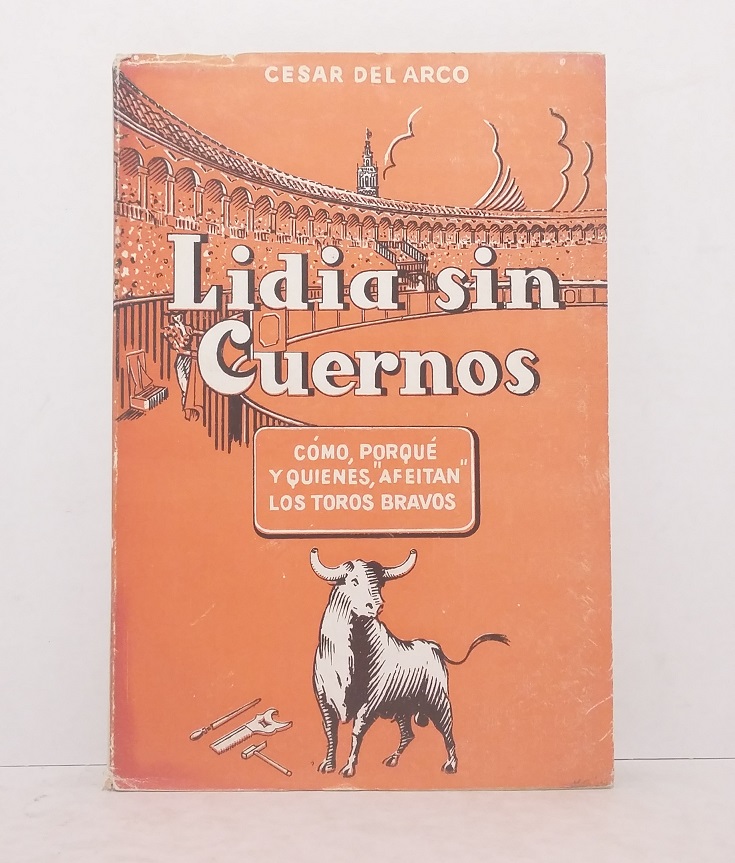 CESAR DEL ARCO
Lidia sin
Cuernos
CÓMO, PORQUÉ
Y QUIENES, "AFEITAN"
LOS TOROS BRAVOS